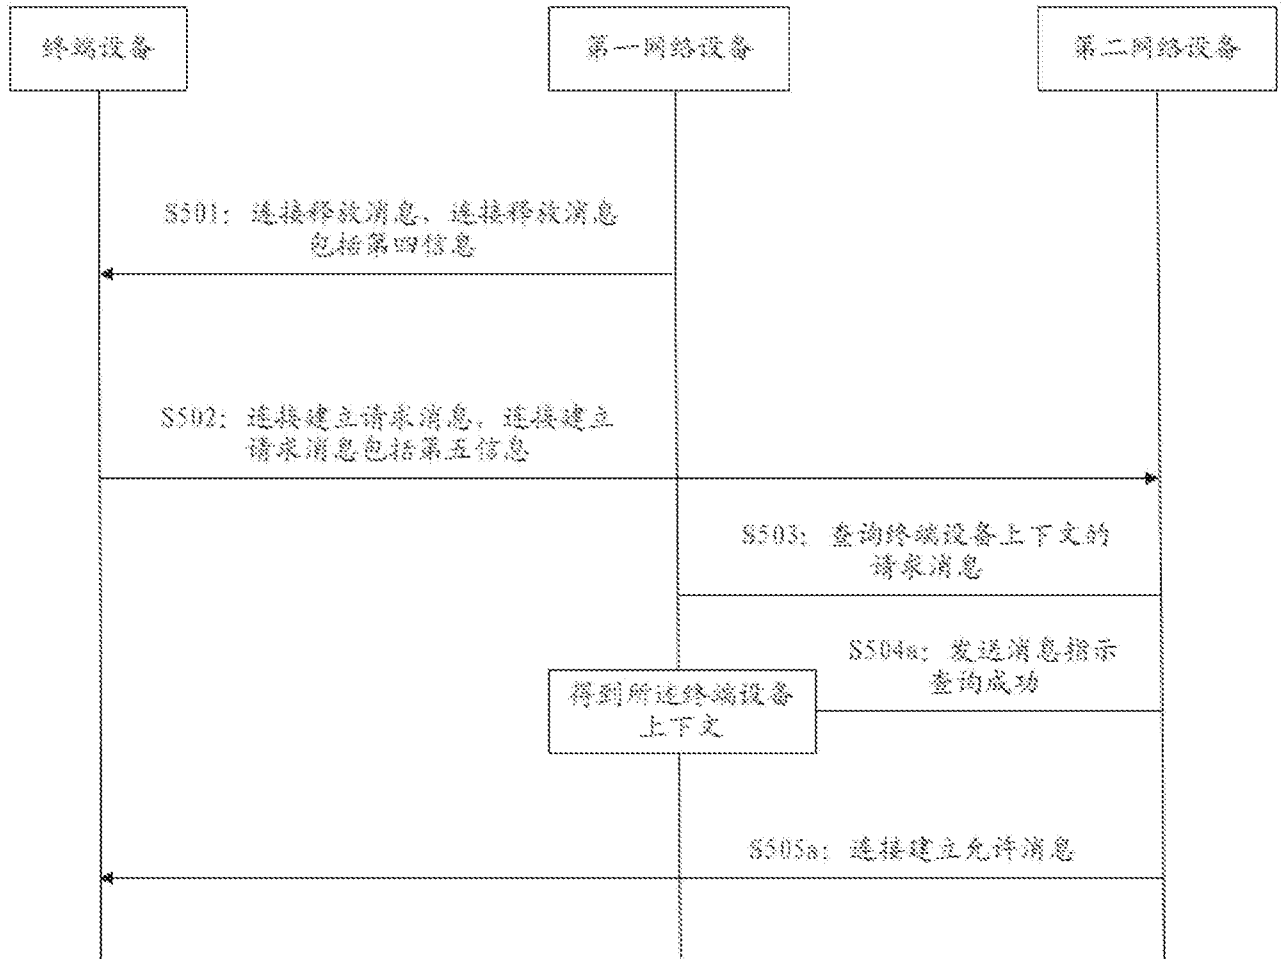 终端设备
第一网络设备
第二网络设备
S501：连接释放消息，连接释放消息
包括第四信息
S502：连接建立请求消息，连接建立
请求消息包括第五信息
S503：查询终端设备上下文的
请求消息
S504a：发送消息指示
查询成功
得到所述终端设备
上下文
S505a：连接建立允许消息